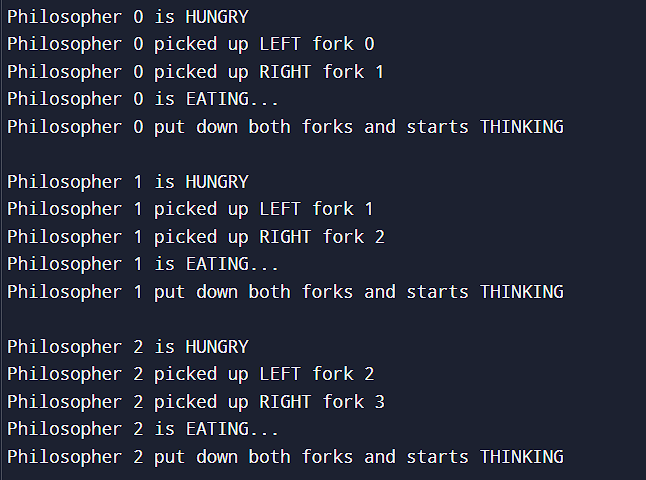 Philosopher 0 is HUNGRY
Philosopher 0 picked up LEFT fork 0
Philosopher 0 picked up RIGHT fork 1
Philosopher 0 is EATING...
Philosopher 0 put down both forks and starts THINKING

Philosopher 1 is HUNGRY
Philosopher 1 picked up LEFT fork 1
Philosopher 1 picked up RIGHT fork 2
Philosopher 1 is EATING...
Philosopher 1 put down both forks and starts THINKING

Philosopher 2 is HUNGRY
Philosopher 2 picked up LEFT fork 2
Philosopher 2 picked up RIGHT fork 3
Philosopher 2 is EATING...
Philosopher 2 put down both forks and starts THINKING